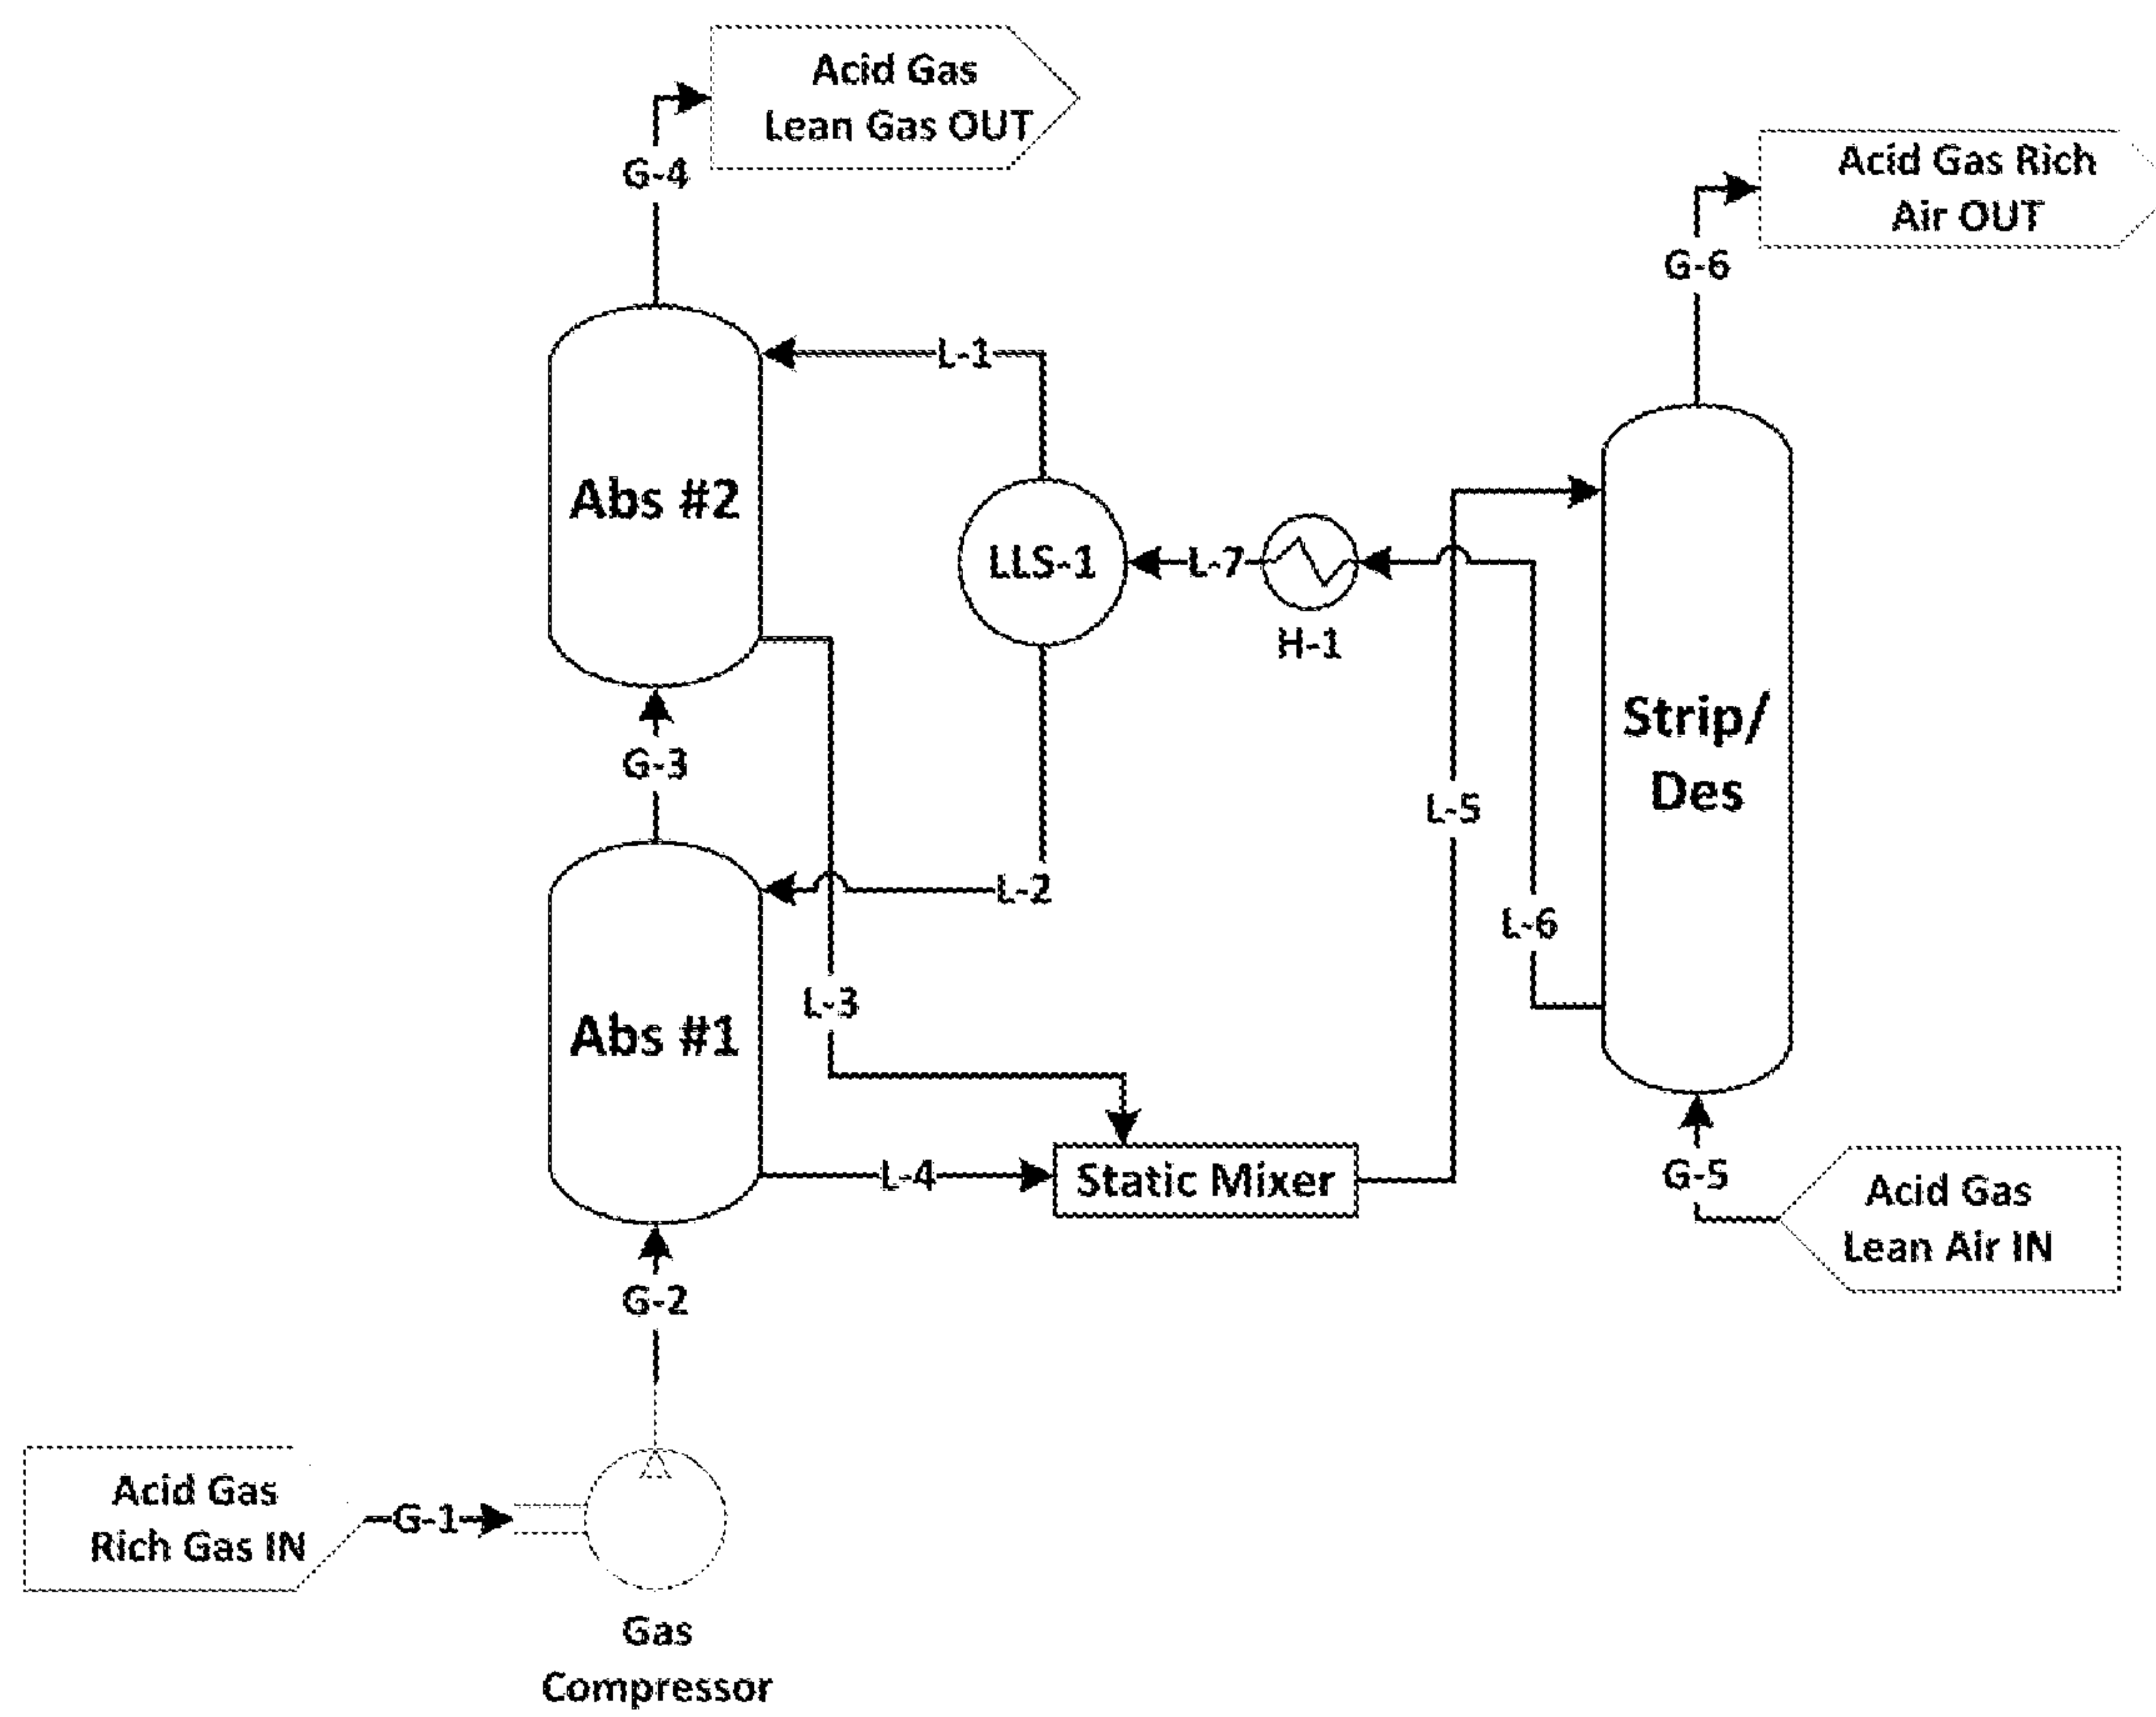 Acid Gas
Lean Gas OUT
Acid Gas Rich
Air OUT
G-4
G-6
L-1
Abs #2
LLS-1
L-7
H-1
Strip/
Des
G-3
L-5
L-2
L-6
L-3
Abs #1
L-4
Static Mixer
G-5
Acid Gas
Lean Air IN
G-2
Acid Gas
Rich Gas IN
G-1
Gas
Compressor